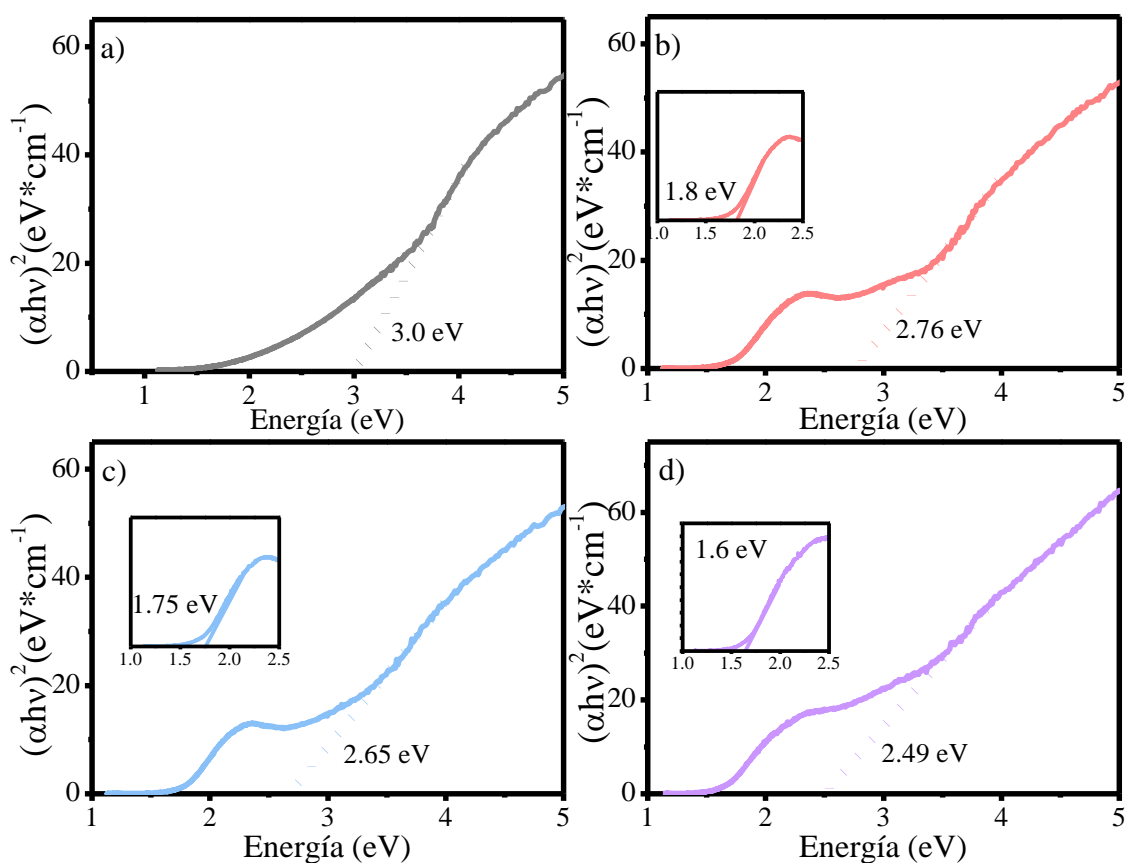 a)
(αhν)²(eV*cm⁻¹)
60
40
20
0
3.0 eV
1 2 3 4 5
Energía (eV)
b)
(αhν)²(eV*cm⁻¹)
60
40
20
0
1.8 eV
1.0 1.5 2.0 2.5
2.76 eV
1 2 3 4 5
Energía (eV)
c)
(αhν)²(eV*cm⁻¹)
60
40
20
0
1.75 eV
1.0 1.5 2.0 2.5
2.65 eV
1 2 3 4 5
Energía (eV)
d)
(αhν)²(eV*cm⁻¹)
60
40
20
0
1.6 eV
1.0 1.5 2.0 2.5
2.49 eV
1 2 3 4 5
Energía (eV)